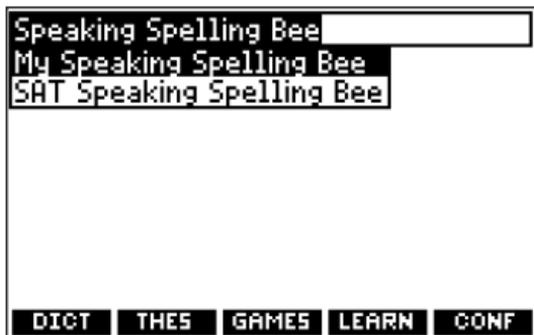 Speaking Spelling Bee
My Speaking Spelling Bee
SAT Speaking Spelling Bee
DICT THES GAMES LEARN CONF